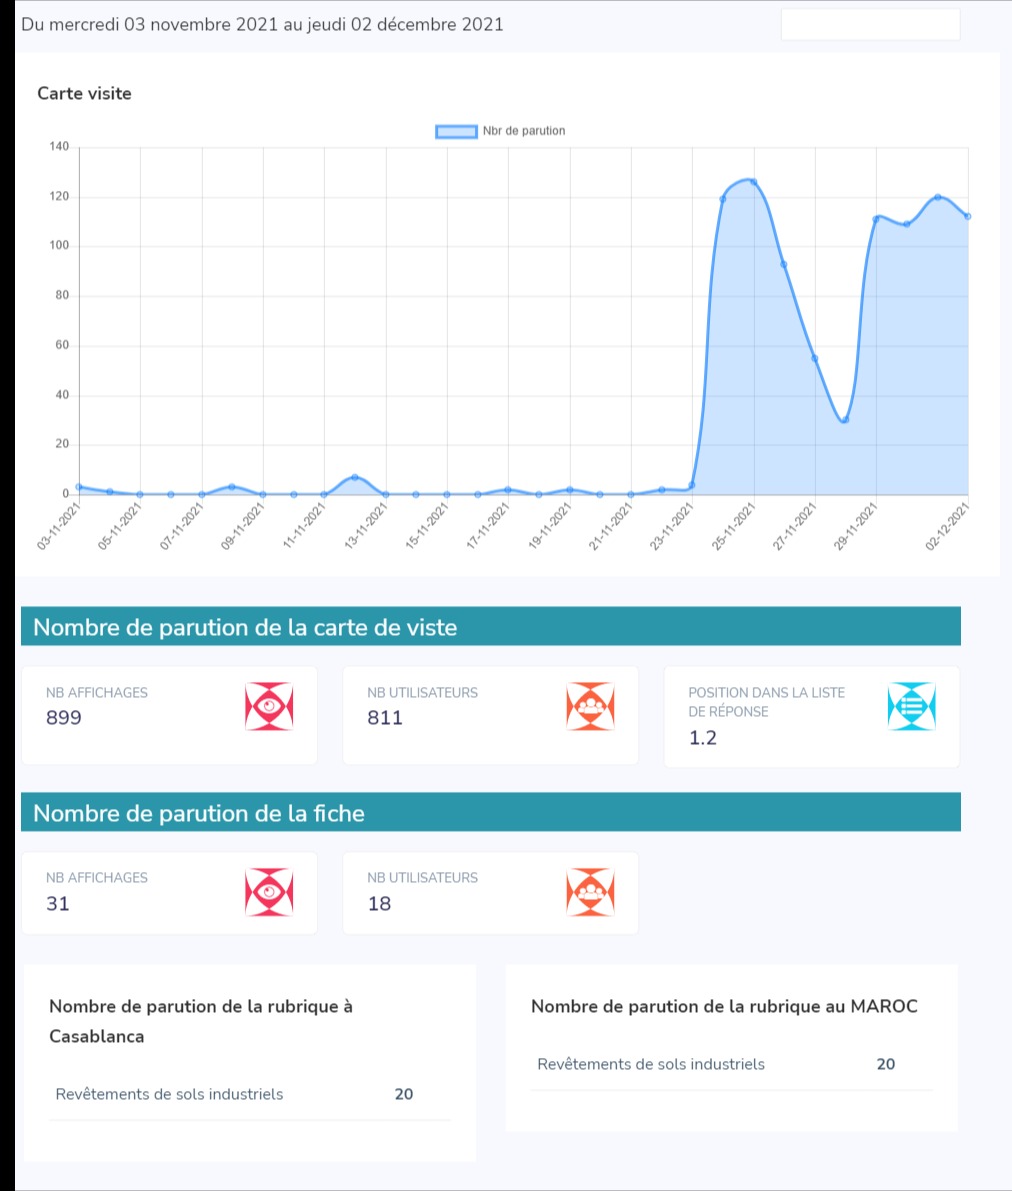 Du mercredi 03 novembre 2021 au jeudi 02 décembre 2021
Carte visite
Nbr de parution
140
120
100
80
60
40
20
0
03-11-2021
05-11-2021
07-11-2021
09-11-2021
11-11-2021
13-11-2021
15-11-2021
17-11-2021
19-11-2021
21-11-2021
23-11-2021
25-11-2021
27-11-2021
29-11-2021
02-12-2021
Nombre de parution de la carte de viste
NB AFFICHAGES
899
NB UTILISATEURS
811
POSITION DANS LA LISTE
DE RÉPONSE
1.2
Nombre de parution de la fiche
NB AFFICHAGES
31
NB UTILISATEURS
18
Nombre de parution de la rubrique à
Casablanca
Revêtements de sols industriels 20
Nombre de parution de la rubrique au MAROC
Revêtements de sols industriels 20